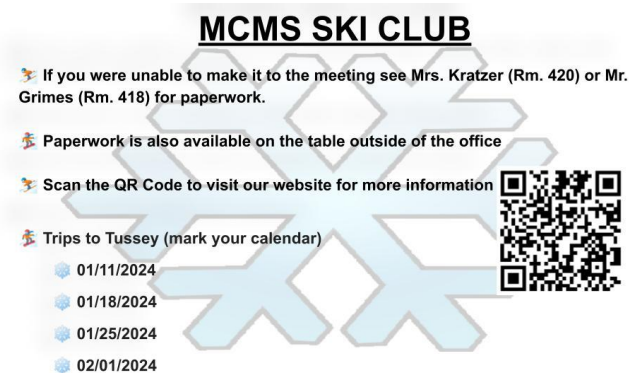 MCMS SKI CLUB
If you were unable to make it to the meeting see Mrs. Kratzer (Rm. 420) or Mr.
Grimes (Rm. 418) for paperwork.
Paperwork is also available on the table outside of the office
Scan the QR Code to visit our website for more information
Trips to Tussey (mark your calendar)
01/11/2024
01/18/2024
01/25/2024
02/01/2024